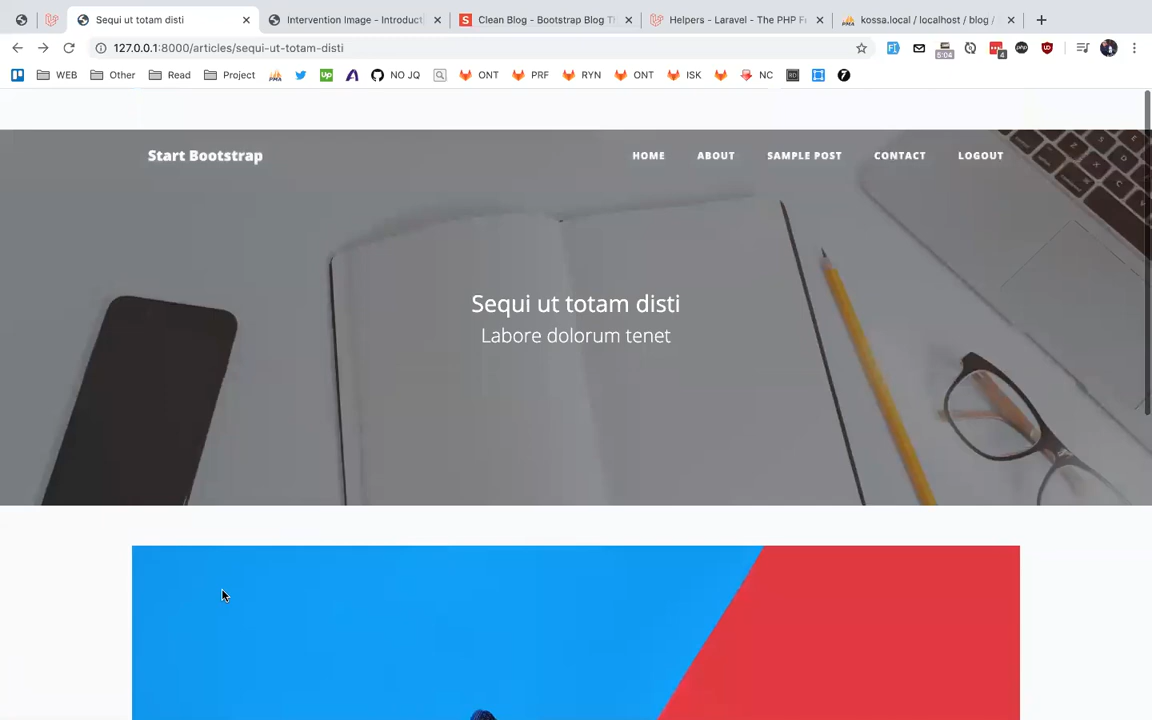 Sequi ut totam disti
Intervention Image - Introduct
Clean Blog - Bootstrap Blog Th
Helpers - Laravel - The PHP Fr
kossa.local / localhost / blog /
127.0.0.1:8000/articles/sequi-ut-totam-disti
5:04
4
WEB
Other
Read
Project
NO JQ
ONT
PRF
RYN
ONT
ISK
NC
Start Bootstrap
HOME
ABOUT
SAMPLE POST
CONTACT
LOGOUT
Sequi ut totam disti
Labore dolorum tenet